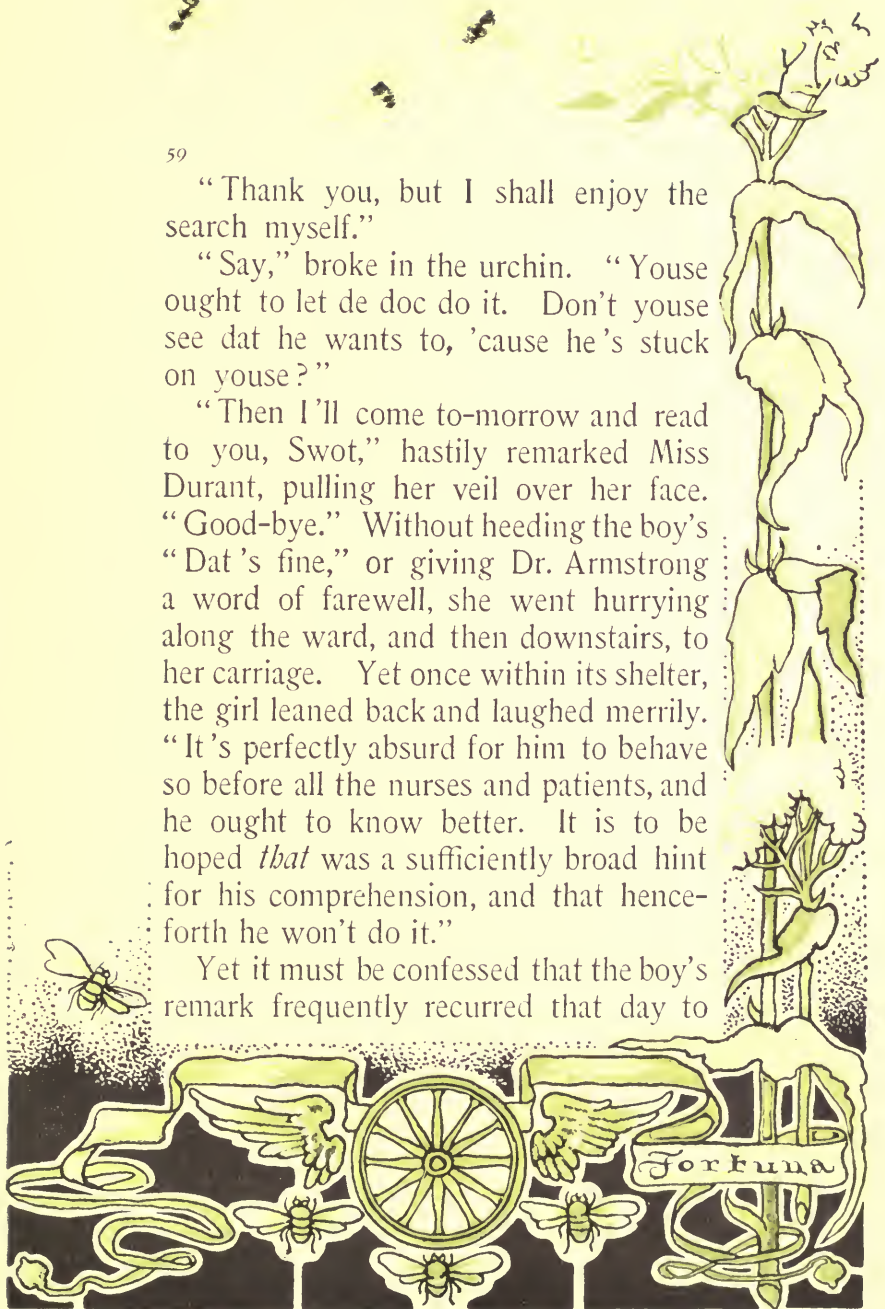 59
“Thank you, but I shall enjoy the
search myself.”
“Say,” broke in the urchin. “Youse
ought to let de doc do it. Don't youse
see dat he wants to, 'cause he's stuck
on youse?”
“Then I'll come to-morrow and read
to you, Swot,” hastily remarked Miss
Durant, pulling her veil over her face.
“Good-bye.” Without heeding the boy's
“Dat's fine,” or giving Dr. Armstrong
a word of farewell, she went hurrying
along the ward, and then downstairs, to
her carriage. Yet once within its shelter,
the girl leaned back and laughed merrily.
“It's perfectly absurd for him to behave
so before all the nurses and patients, and
he ought to know better. It is to be
hoped that was a sufficiently broad hint
for his comprehension, and that hence-
forth he won't do it.”
Yet it must be confessed that the boy's
remark frequently recurred that day to
Fortuna